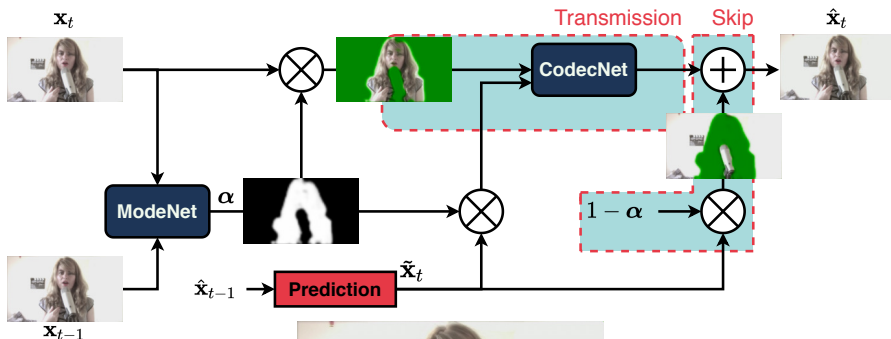 Transmission
Skip
x_t
x̂_t
CodecNet
ModeNet
α
1 − α
x̂_{t−1}
Prediction
x̃_t
x_{t−1}